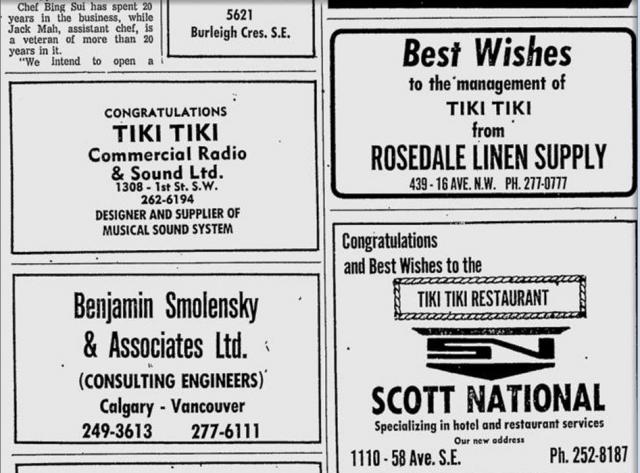 Chef Bing Sui has spent 20
years in the business, while
Jack Mah, assistant chef, is
a veteran of more than 20
years in it.
"We intend to open a
5621
Burleigh Cres. S.E.
CONGRATULATIONS
TIKI TIKI
Commercial Radio
& Sound Ltd.
1308 - 1st St. S.W.
262-6194
DESIGNER AND SUPPLIER OF
MUSICAL SOUND SYSTEM
Benjamin Smolensky
& Associates Ltd.
(CONSULTING ENGINEERS)
Calgary - Vancouver
249-3613 277-6111
Best Wishes
to the management of
TIKI TIKI
from
ROSEDALE LINEN SUPPLY
439 - 16 AVE. N.W. PH. 277-0777
Congratulations
and Best Wishes to the
TIKI TIKI RESTAURANT
SN
SCOTT NATIONAL
Specializing in hotel and restaurant services
Our new address
1110 - 58 Ave. S.E. Ph. 252-8187